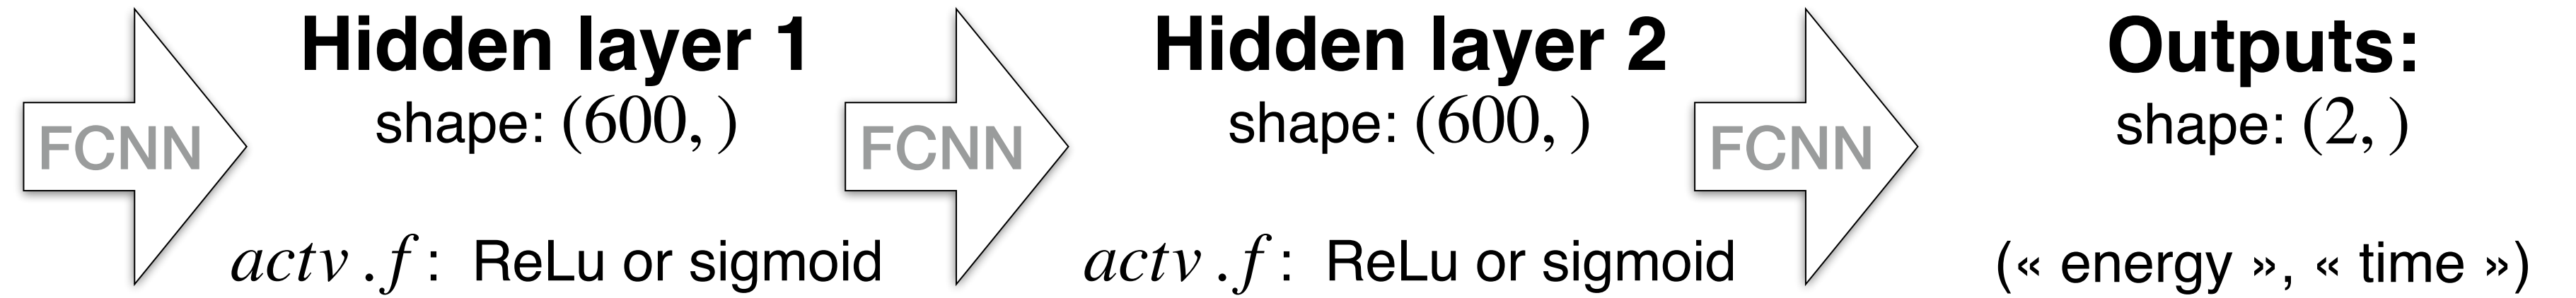 FCNN
Hidden layer 1
shape: (600, )
actv .f : ReLu or sigmoid
FCNN
Hidden layer 2
shape: (600, )
actv .f : ReLu or sigmoid
FCNN
Outputs:
shape: (2, )
(« energy », « time »)